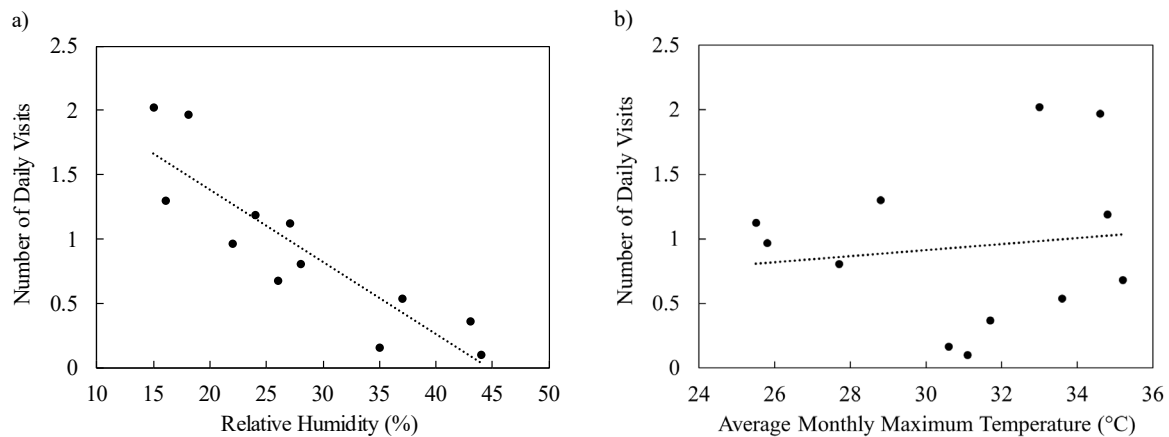 a)
2.5
2
1.5
1
0.5
0
Number of Daily Visits
10 15 20 25 30 35 40 45 50
Relative Humidity (%)
b)
2.5
2
1.5
1
0.5
0
Number of Daily Visits
24 26 28 30 32 34 36
Average Monthly Maximum Temperature (°C)